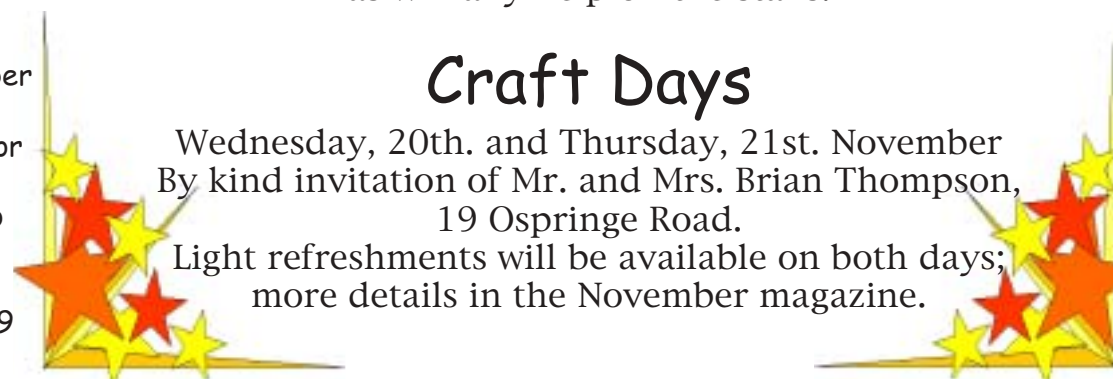 Craft Days
Wednesday, 20th. and Thursday, 21st. November
By kind invitation of Mr. and Mrs. Brian Thompson,
19 Ospringe Road.
Light refreshments will be available on both days;
more details in the November magazine.